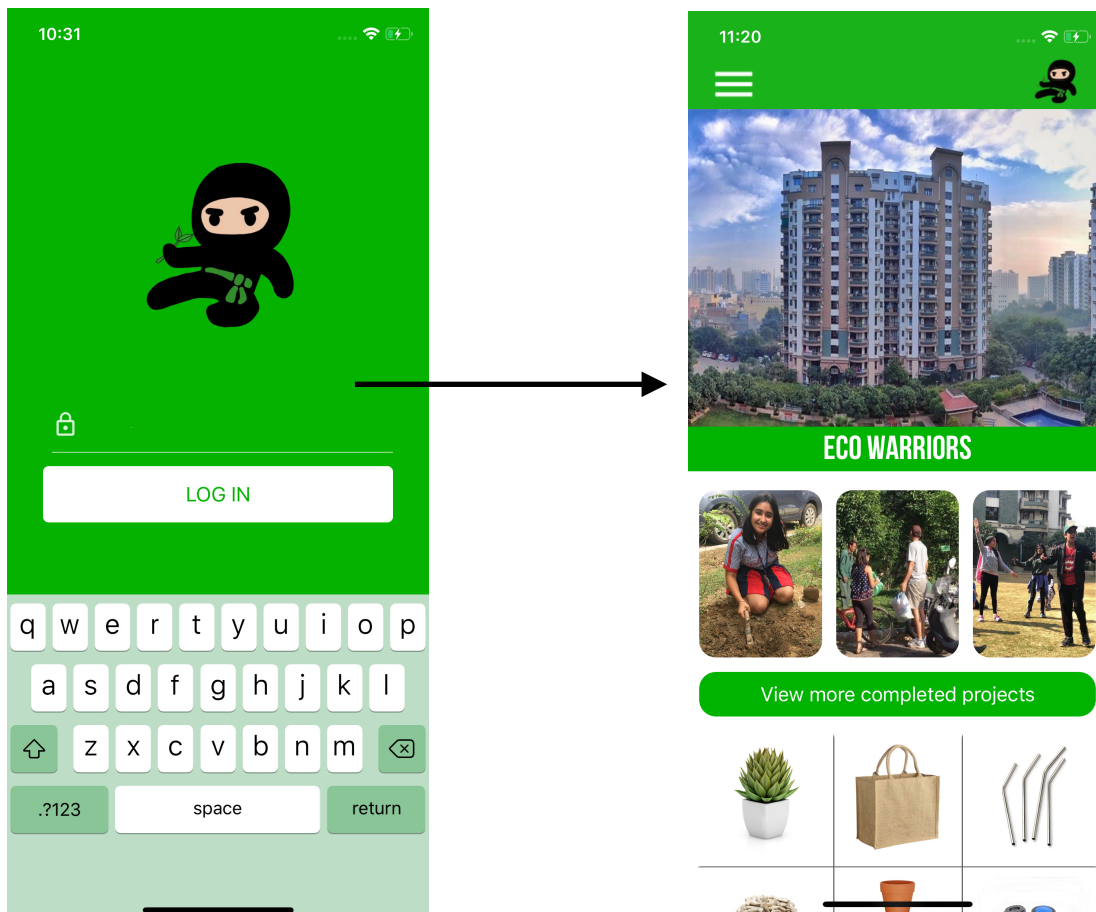 10:31
LOG IN
q w e r t y u i o p
a s d f g h j k l
z x c v b n m
.?123 space return
11:20
ECO WARRIORS
View more completed projects